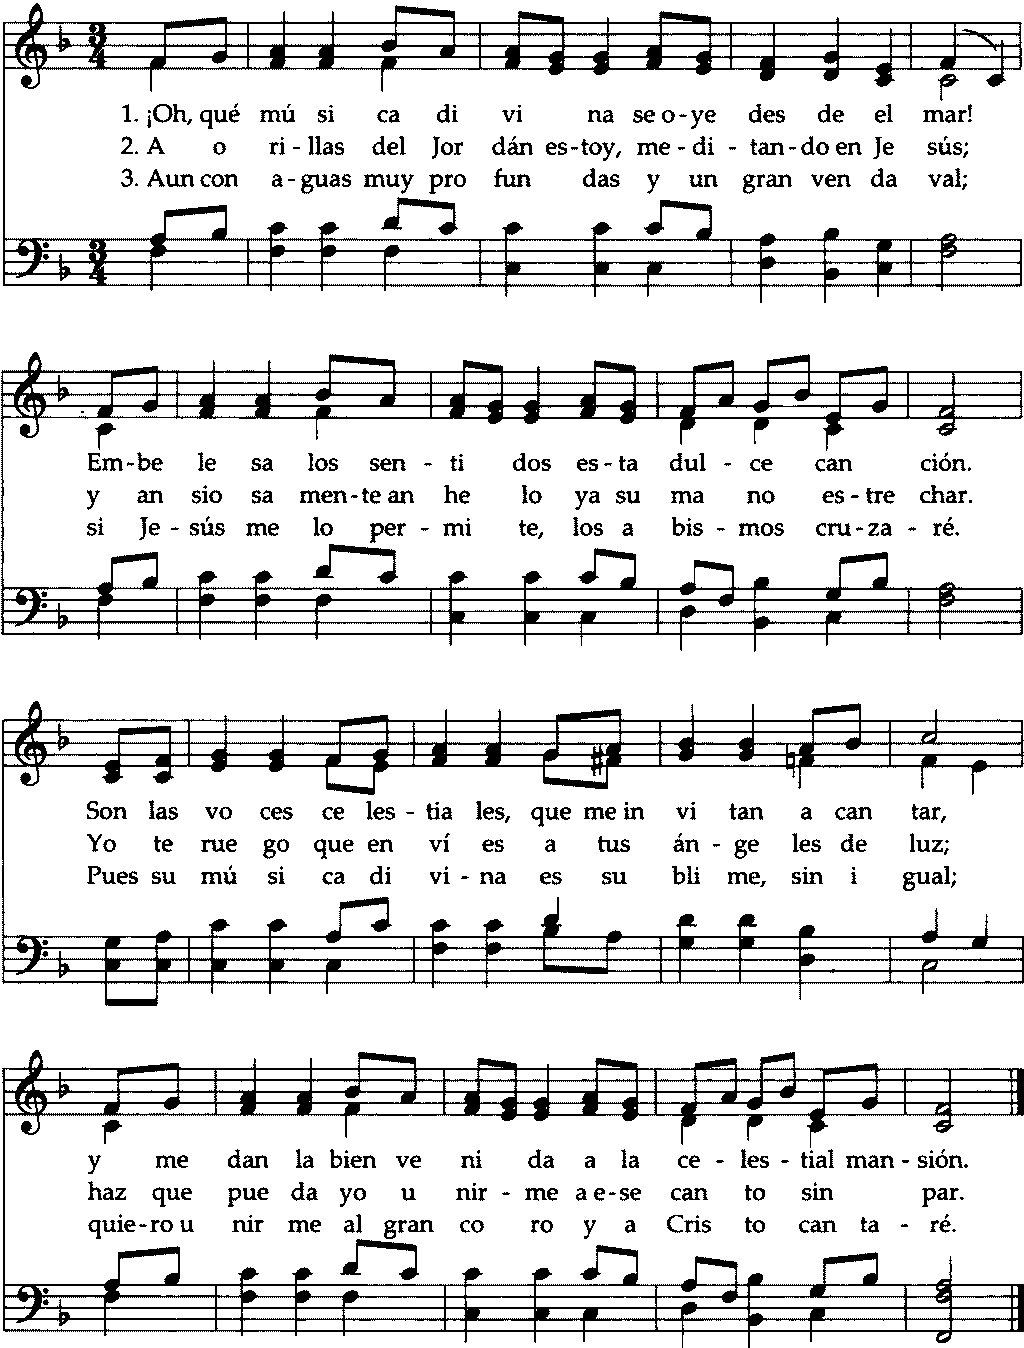 1. ¡Oh, qué mú si ca di vi na se o-ye des de el mar!
2. A o ri-llas del Jor dán es-toy, me-di-tan-do en Je sús;
3. Aun con a-guas muy pro fun das y un gran ven da val;
Em-be le sa los sen-ti dos es-ta dul-ce can ción.
y an sio sa men-te an he lo ya su ma no es-tre char.
si Je-sús me lo per-mi te, los a bis-mos cru-za-ré.
Son las vo ces ce les-tia les, que me in vi tan a can tar,
Yo te rue go que en ví es a tus án-ge les de luz;
Pues su mú si ca di vi-na es su bli me, sin i gual;
y me dan la bien ve ni da a la ce-les-tial man-sión.
haz que pue da yo u nir-me a e-se can to sin par.
quie-ro u nir me al gran co ro y a Cris to can ta-ré.